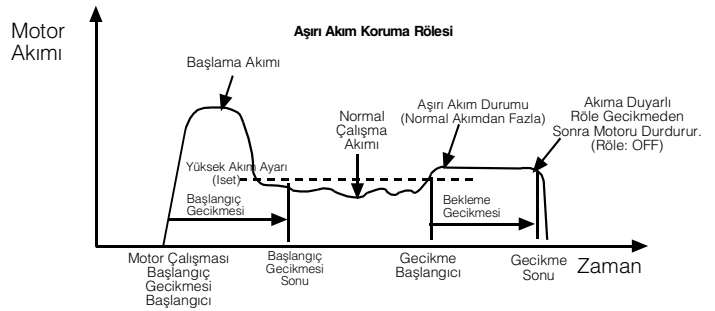 Motor
Akımı
Aşırı Akım Koruma Rölesi
Başlama Akımı
Normal
Çalışma
Akımı
Aşırı Akım Durumu
(Normal Akımdan Fazla)
Akıma Duyarlı
Röle Gecikmeden
Sonra Motoru Durdurur.
(Röle: OFF)
Yüksek Akım Ayarı
(Iset)
Başlangıç
Gecikmesi
Bekleme
Gecikmesi
Motor Çalışması
Başlangıç
Gecikmesi
Başlangıcı
Başlangıç
Gecikmesi
Sonu
Gecikme
Başlangıcı
Gecikme
Sonu
Zaman